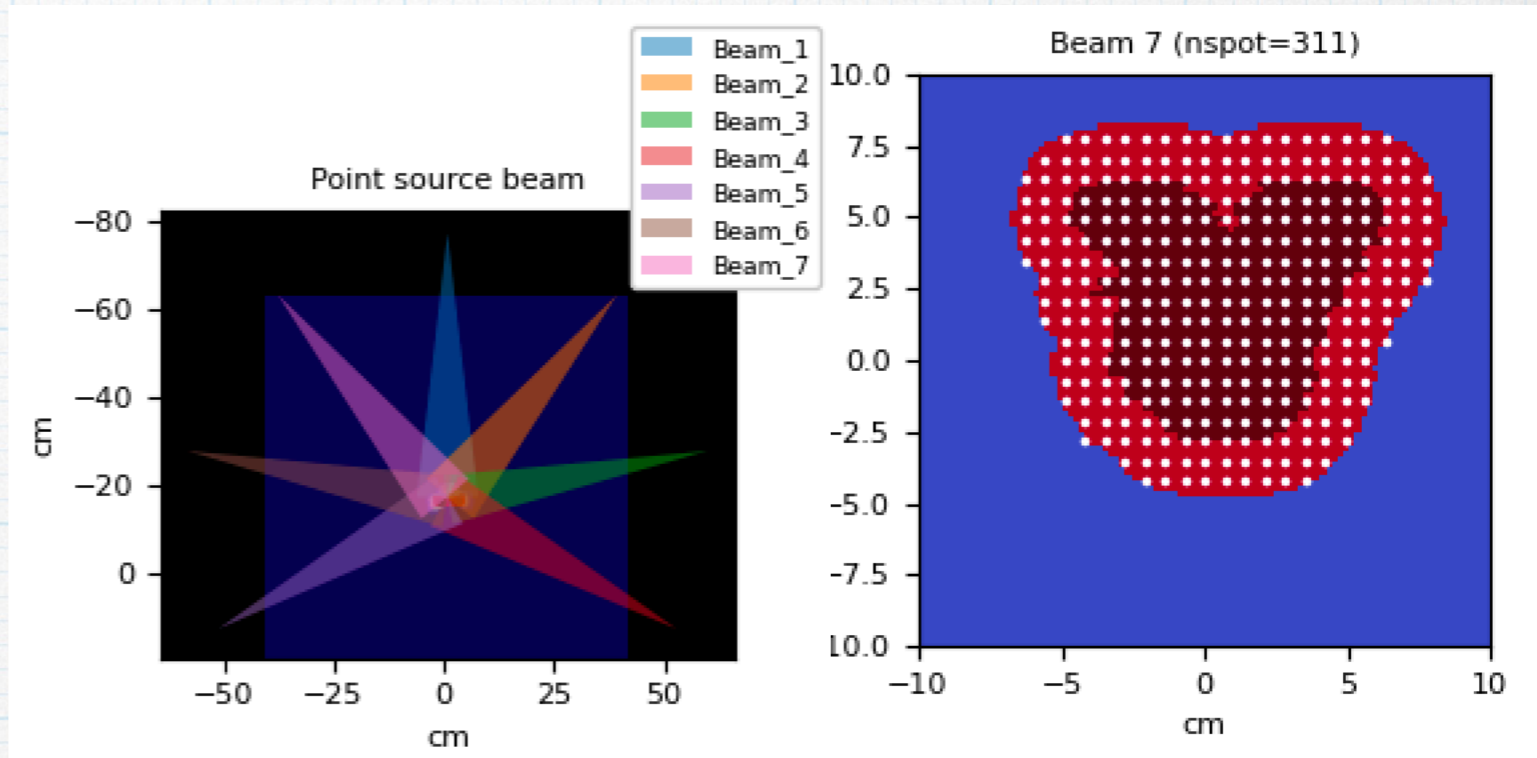 Beam_1
Beam_2
Beam_3
Beam_4
Beam_5
Beam_6
Beam_7
Point source beam
−80
−60
−40
−20
0
cm
−50
−25
0
25
50
cm
Beam 7 (nspot=311)
10.0
7.5
5.0
2.5
0.0
-2.5
-5.0
-7.5
10.0
−10
−5
0
5
10
cm